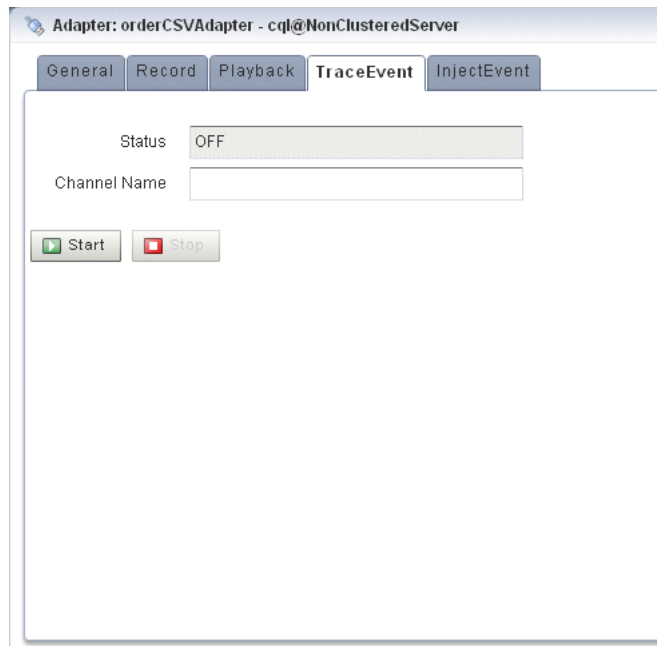 Adapter: orderCSVAdapter - cql@NonClusteredServer
General Record Playback TraceEvent InjectEvent
Status OFF
Channel Name
Start Stop